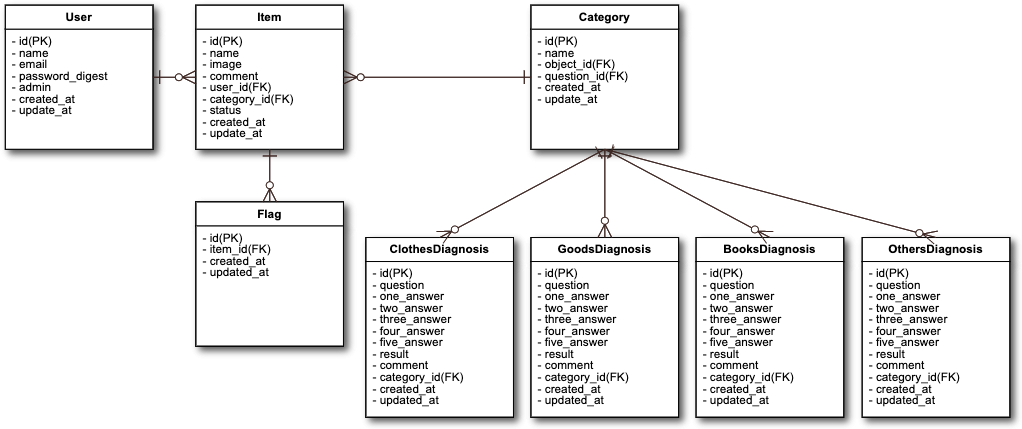 User
- id(PK)
- name
- email
- password_digest
- admin
- created_at
- update_at
Item
- id(PK)
- name
- image
- comment
- user_id(FK)
- category_id(FK)
- status
- created_at
- update_at
Category
- id(PK)
- name
- object_id(FK)
- question_id(FK)
- created_at
- update_at
Flag
- id(PK)
- item_id(FK)
- created_at
- updated_at
ClothesDiagnosis
- id(PK)
- question
- one_answer
- two_answer
- three_answer
- four_answer
- five_answer
- result
- comment
- category_id(FK)
- created_at
- updated_at
GoodsDiagnosis
- id(PK)
- question
- one_answer
- two_answer
- three_answer
- four_answer
- five_answer
- result
- comment
- category_id(FK)
- created_at
- updated_at
BooksDiagnosis
- id(PK)
- question
- one_answer
- two_answer
- three_answer
- four_answer
- five_answer
- result
- comment
- category_id(FK)
- created_at
- updated_at
OthersDiagnosis
- id(PK)
- question
- one_answer
- two_answer
- three_answer
- four_answer
- five_answer
- result
- comment
- category_id(FK)
- created_at
- updated_at